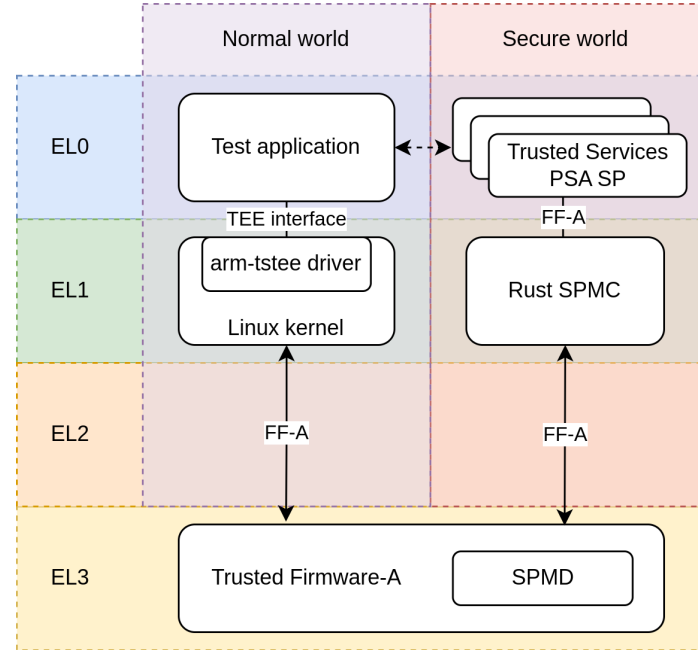 Normal world
Secure world
EL0
Test application
Trusted Services
PSA SP
TEE interface
FF-A
EL1
arm-tstee driver
Linux kernel
Rust SPMC
EL2
FF-A
FF-A
EL3
Trusted Firmware-A
SPMD